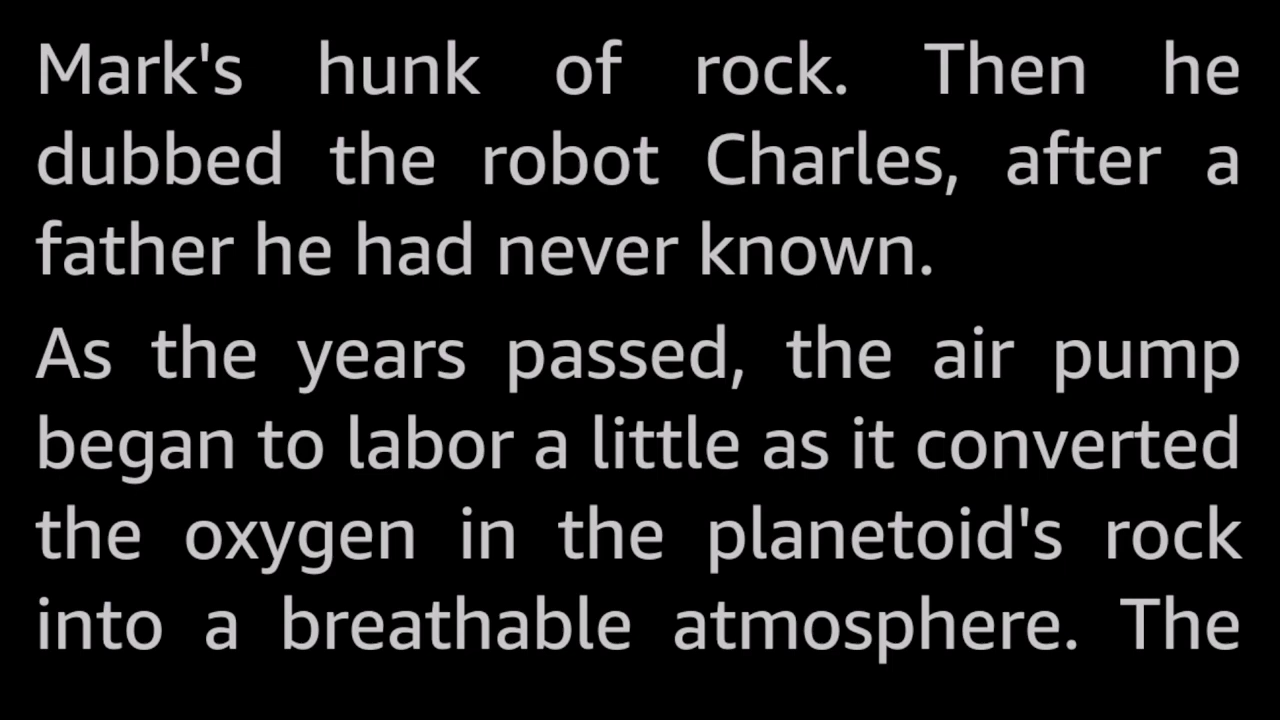 Mark's hunk of rock. Then he
dubbed the robot Charles, after a
father he had never known.
As the years passed, the air pump
began to labor a little as it converted
the oxygen in the planetoid's rock
into a breathable atmosphere. The